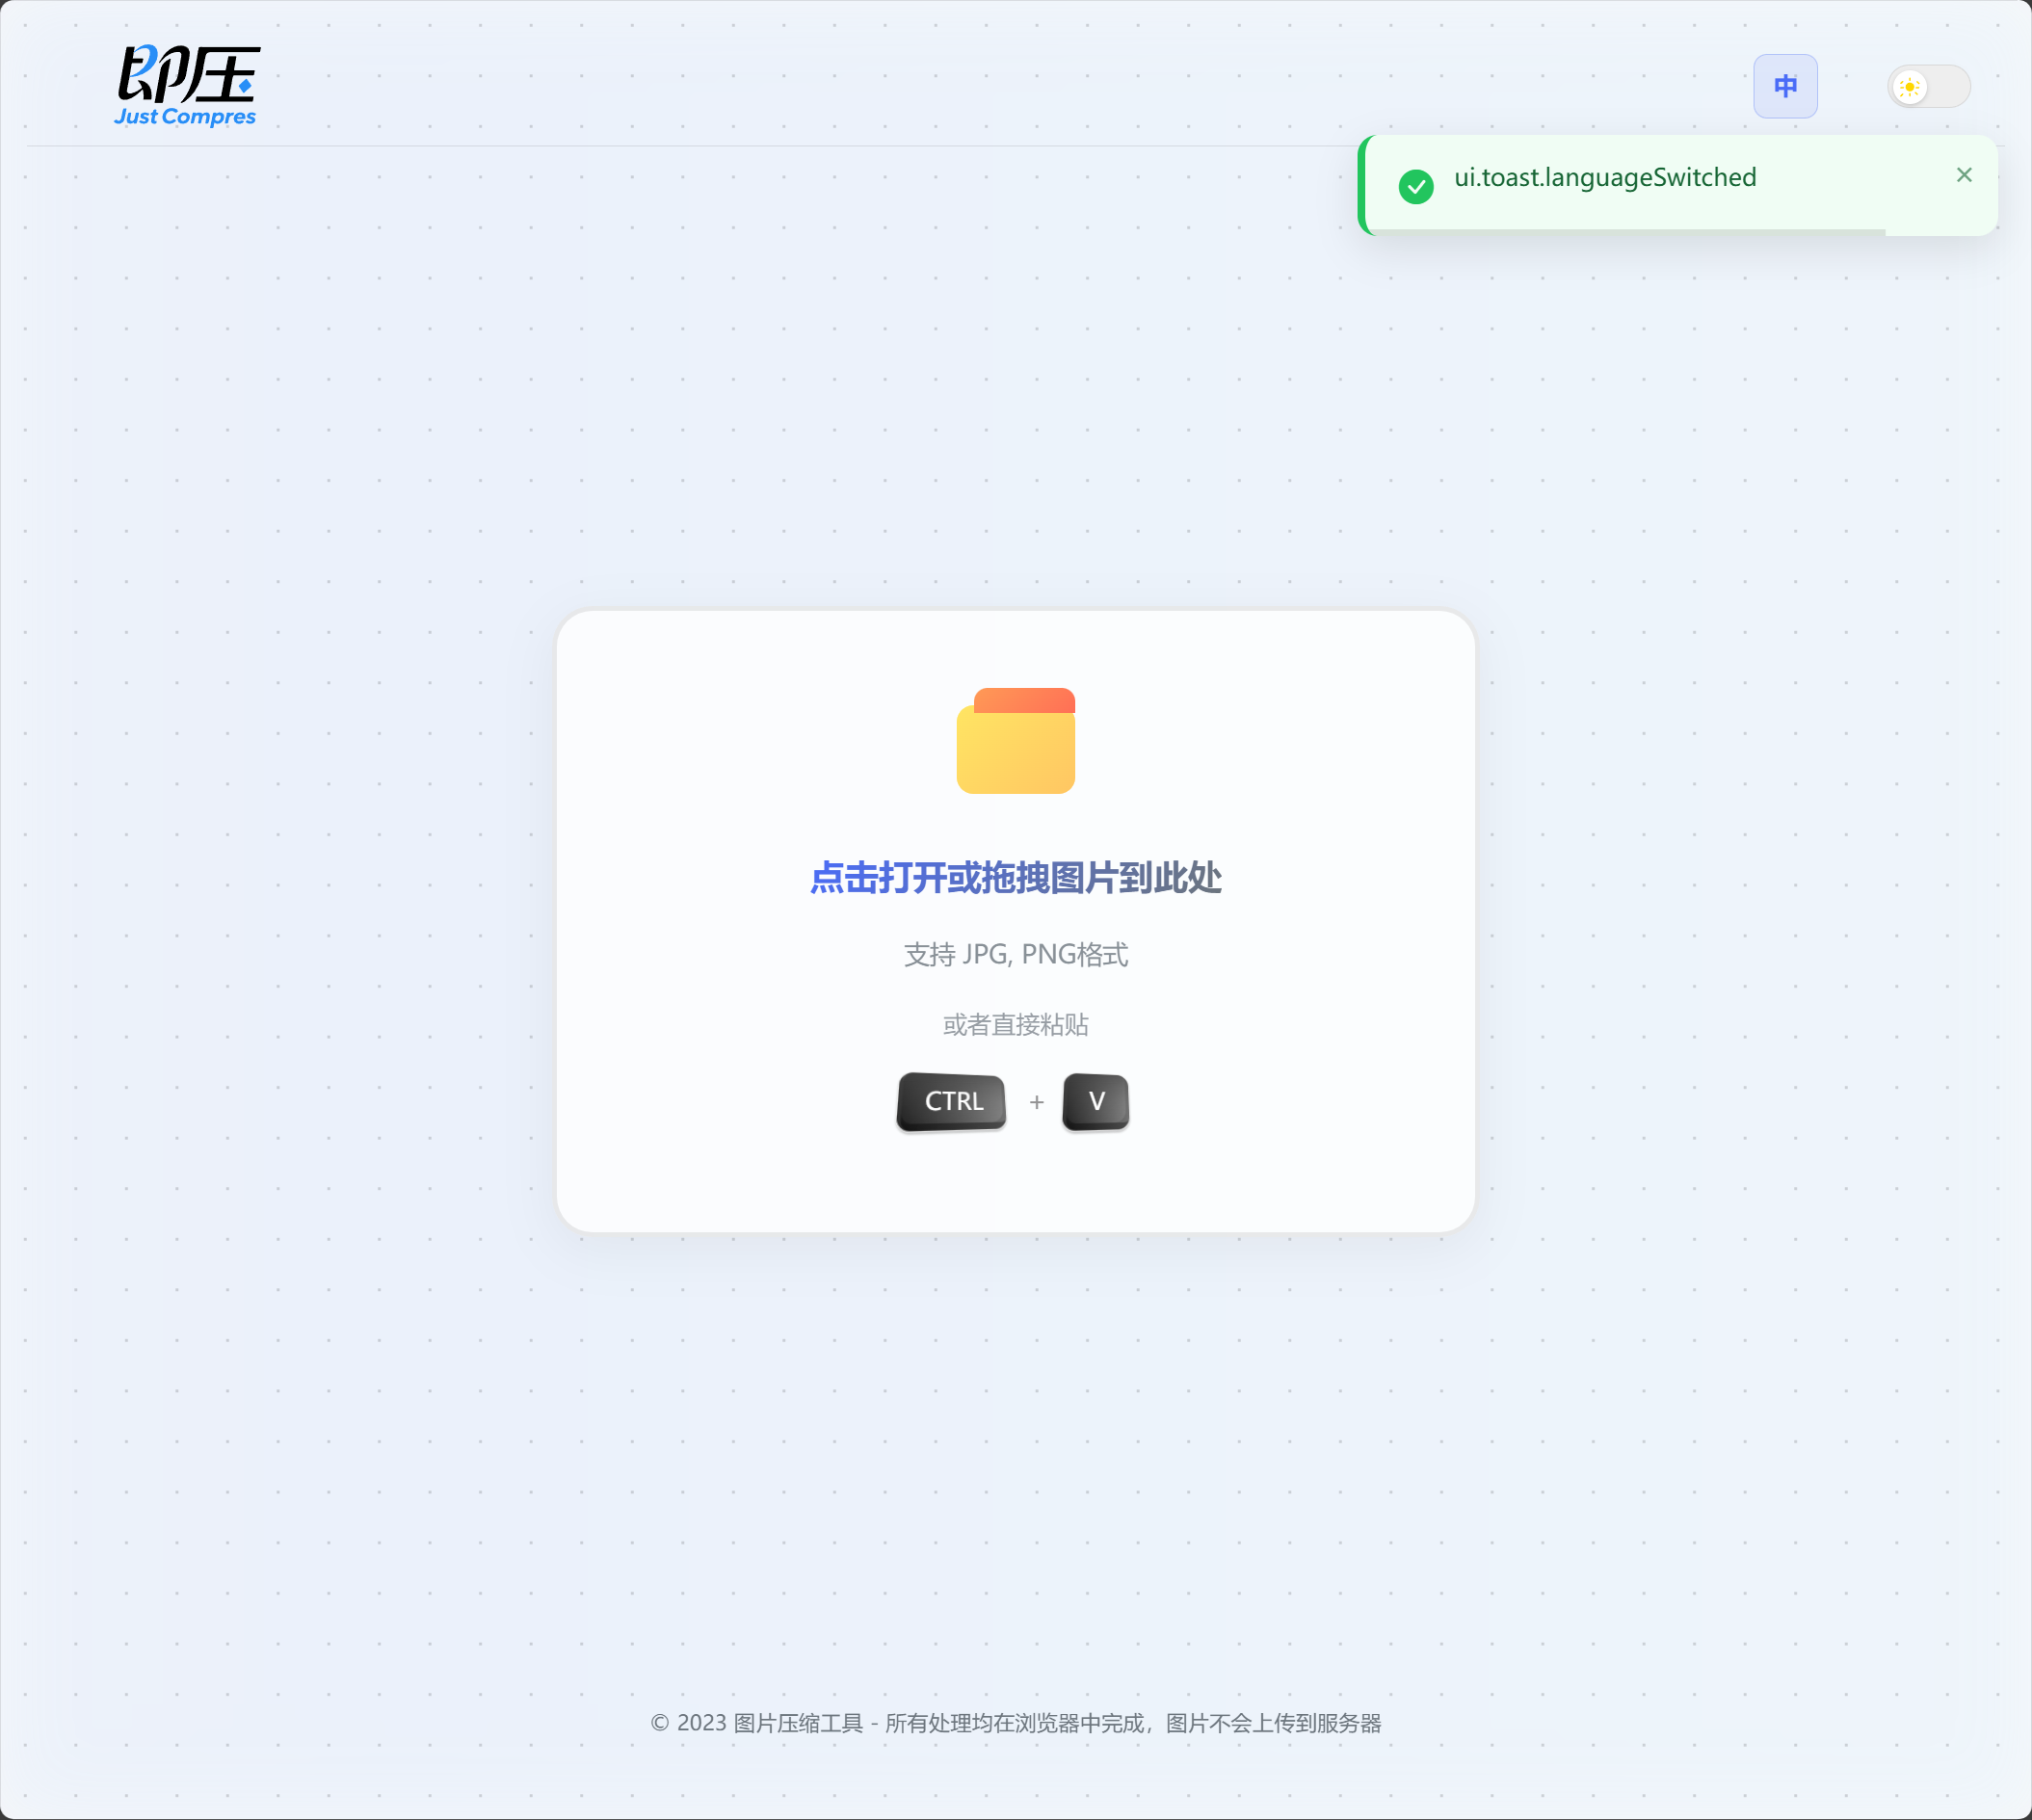 即压
Just Compres
中
ui.toast.languageSwitched
点击打开或拖拽图片到此处
支持 JPG, PNG格式
或者直接粘贴
CTRL + V
© 2023 图片压缩工具 - 所有处理均在浏览器中完成，图片不会上传到服务器